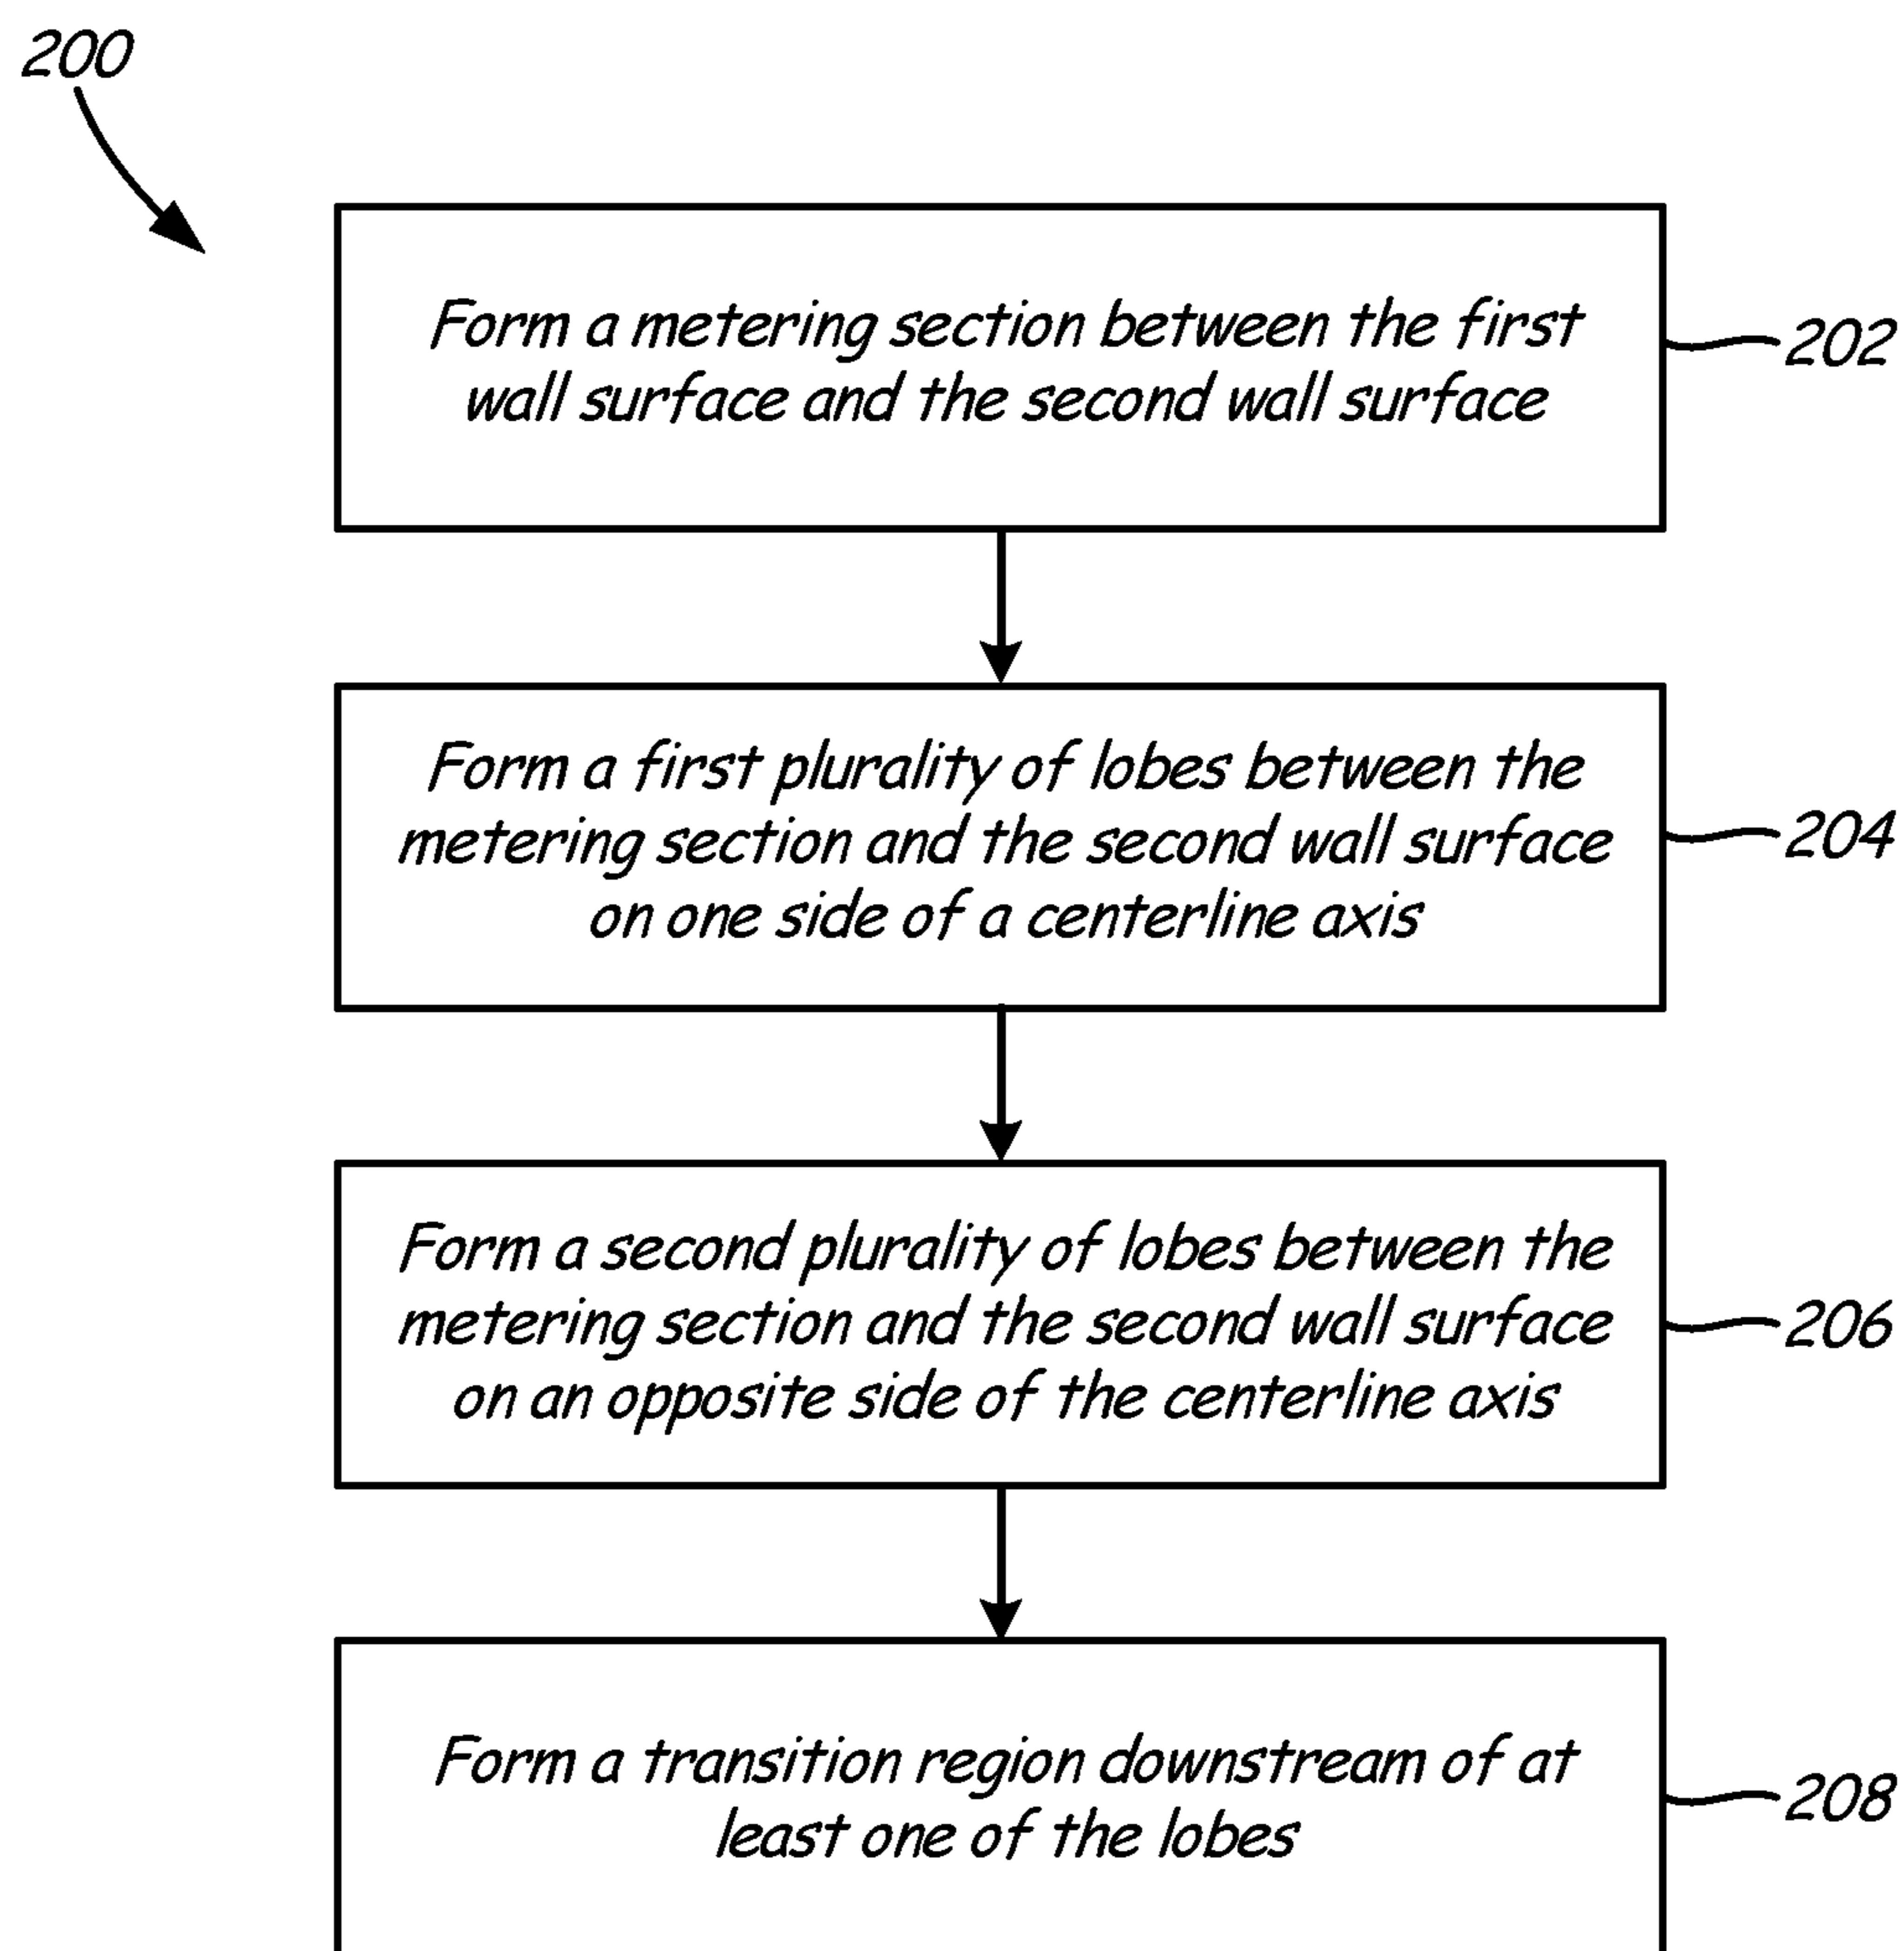 200
Form a metering section between the first
wall surface and the second wall surface
202
Form a first plurality of lobes between the
metering section and the second wall surface
on one side of a centerline axis
204
Form a second plurality of lobes between the
metering section and the second wall surface
on an opposite side of the centerline axis
206
Form a transition region downstream of at
least one of the lobes
208